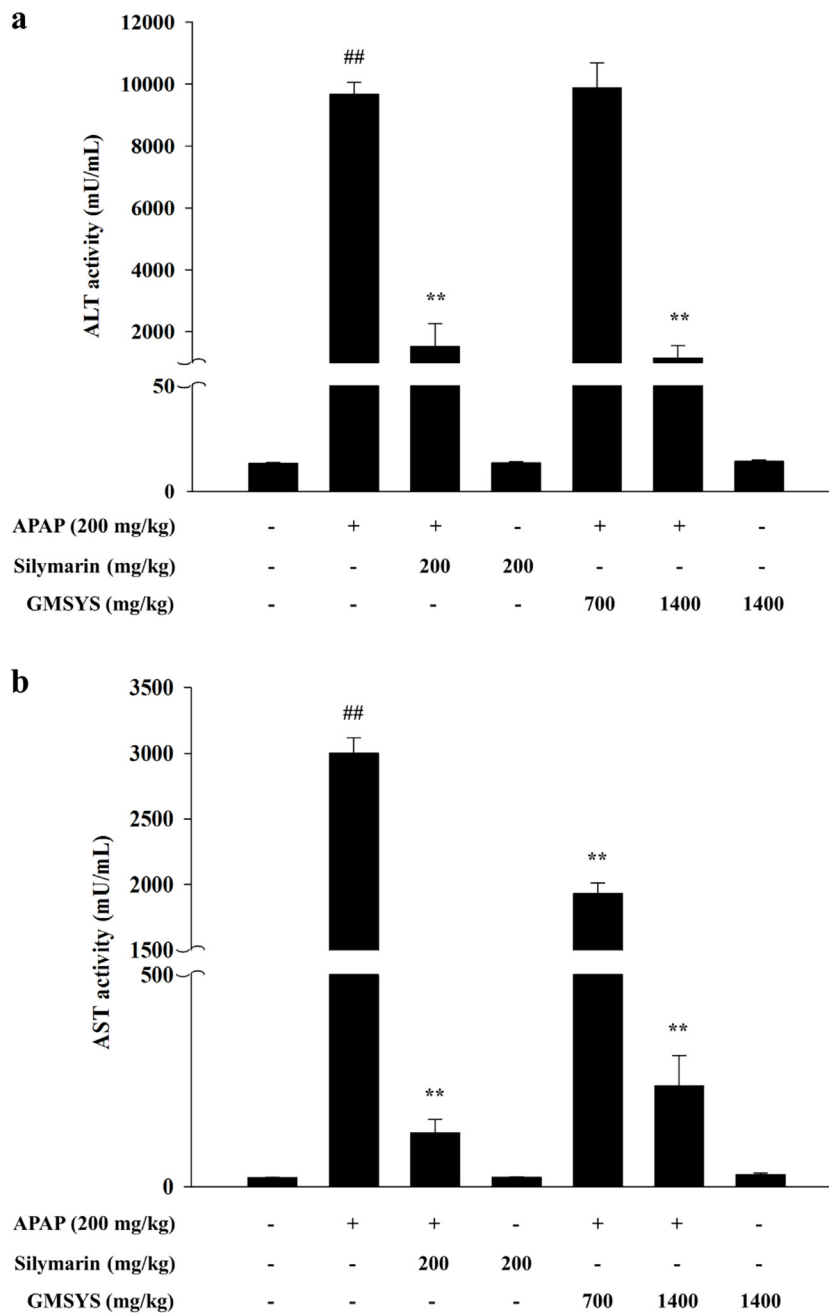 a
12000
##
10000
ALT activity (mU/mL)
8000
6000
4000
**
**
2000
50
0
APAP (200 mg/kg) - + + - + + -
Silymarin (mg/kg) - - 200 200 - - -
GMSYS (mg/kg) - - - - 700 1400 1400
b
3500
##
3000
AST activity (mU/mL)
2500
**
2000
1500
500
**
**
0
APAP (200 mg/kg) - + + - + + -
Silymarin (mg/kg) - - 200 200 - - -
GMSYS (mg/kg) - - - - 700 1400 1400